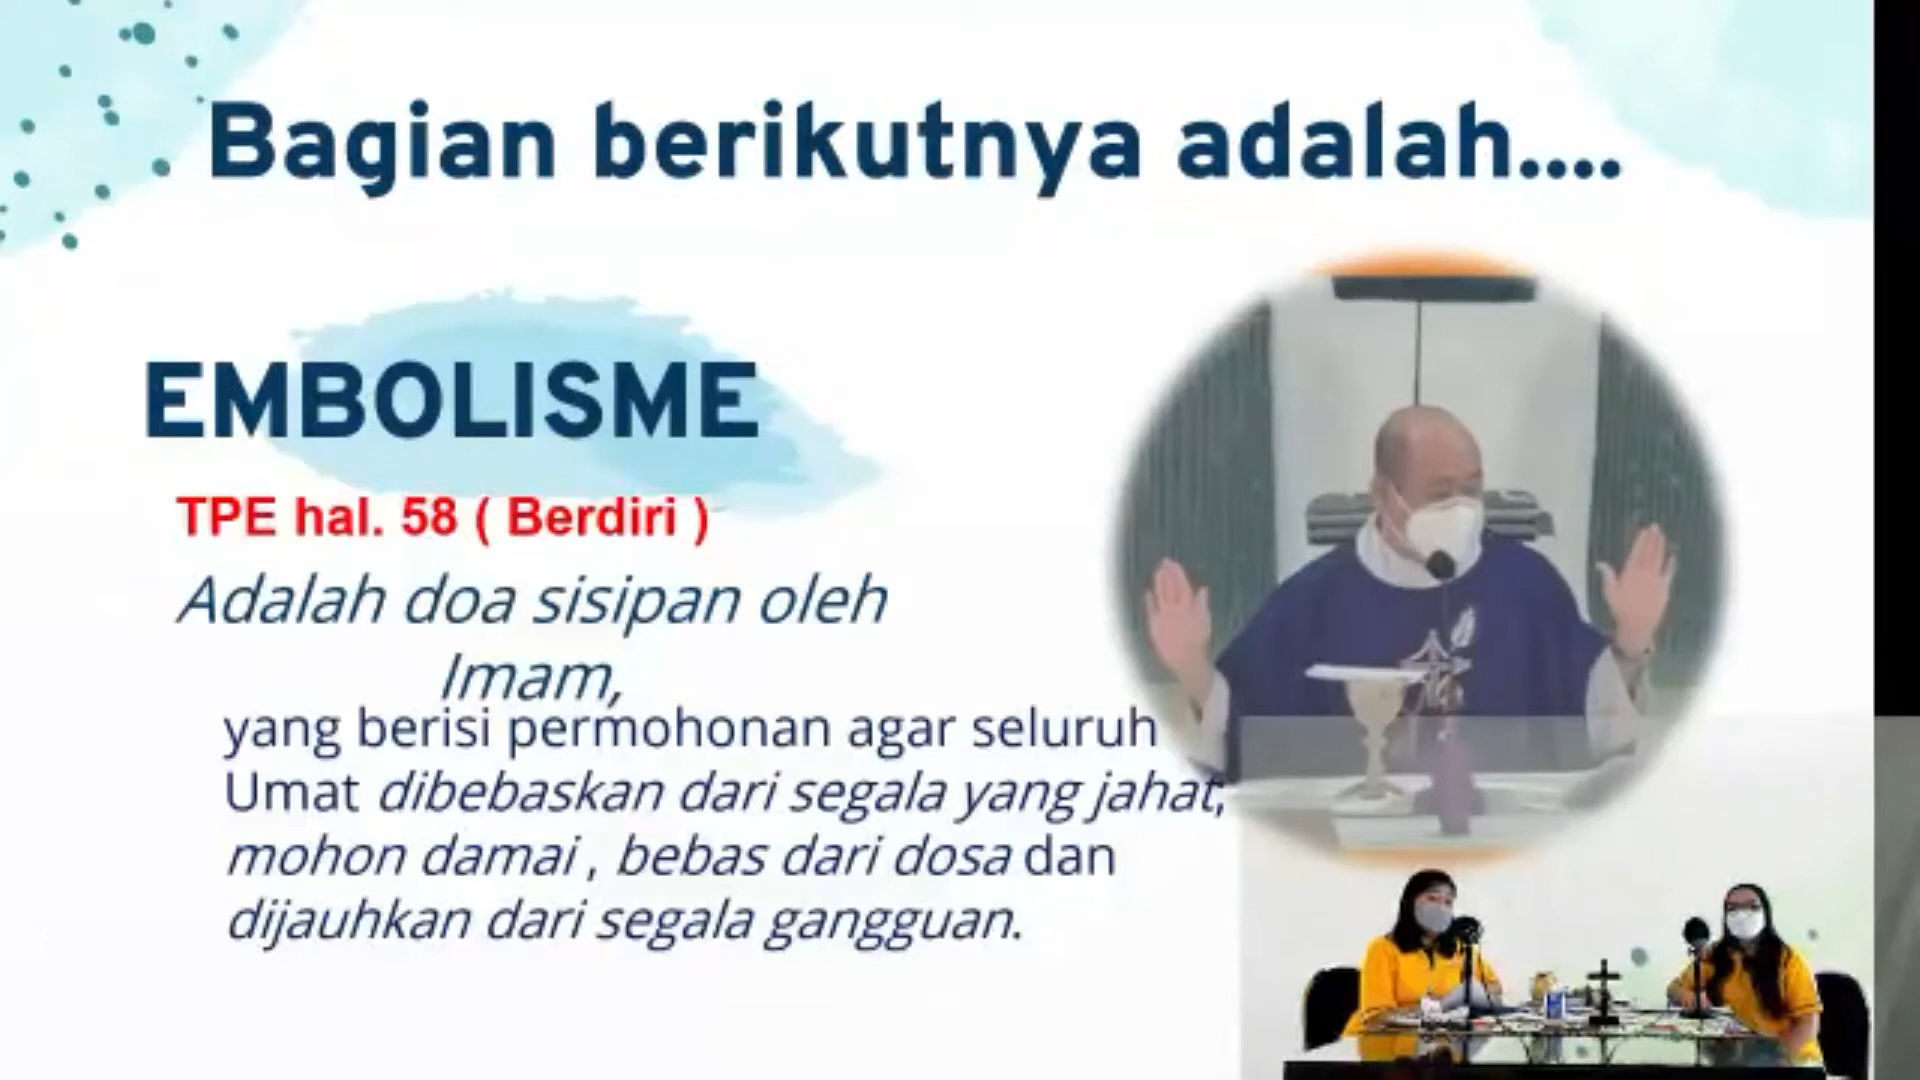 Bagian berikutnya adalah....
EMBOLISME
TPE hal. 58 ( Berdiri )
Adalah doa sisipan oleh
Imam,
yang berisi permohonan agar seluruh
Umat dibebaskan dari segala yang jahat,
mohon damai , bebas dari dosa dan
dijauhkan dari segala gangguan.